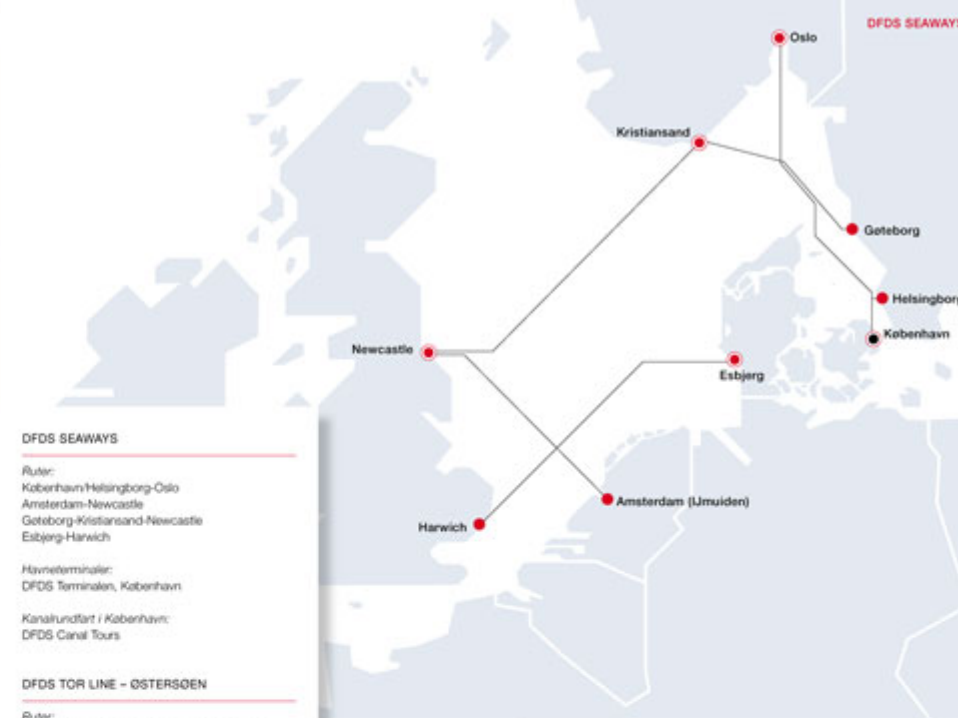 DFDS SEAWAYS
Oslo
Kristiansand
Gøteborg
Helsingborg
København
Newcastle
Esbjerg
Amsterdam (IJmuiden)
Harwich
DFDS SEAWAYS
Ruter:
København/Helsingborg-Oslo
Amsterdam-Newcastle
Gøteborg-Kristiansand-Newcastle
Esbjerg-Harwich
Havneterminaler:
DFDS Terminalen, København
Kanalrundfart i København:
DFDS Canal Tours
DFDS TOR LINE – ØSTERSØEN
Ruter: